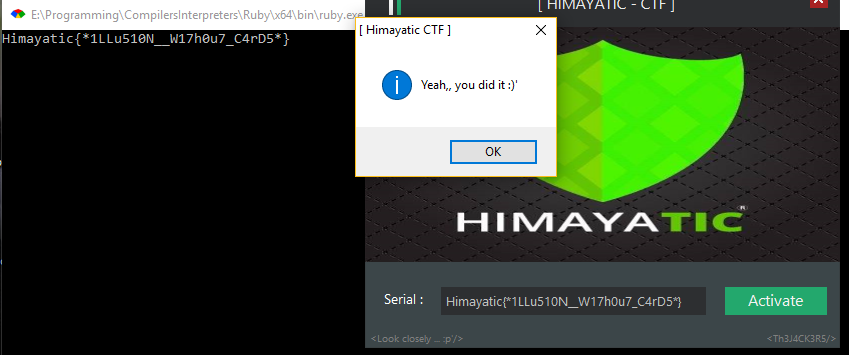 E:\Programming\CompilersInterpreters\Ruby\x64\bin\ruby.exe
Himayatic{*1LLu510N__W17h0u7_C4rD5*}
[ HIMAYATIC - CTF ]
[ Himayatic CTF ]
Yeah,, you did it :)'
OK
HIMAYATIC®
Serial :
Himayatic{*1LLu510N__W17h0u7_C4rD5*}
Activate
<Look closely ... :p'/>
<Th3J4CK3R5/>